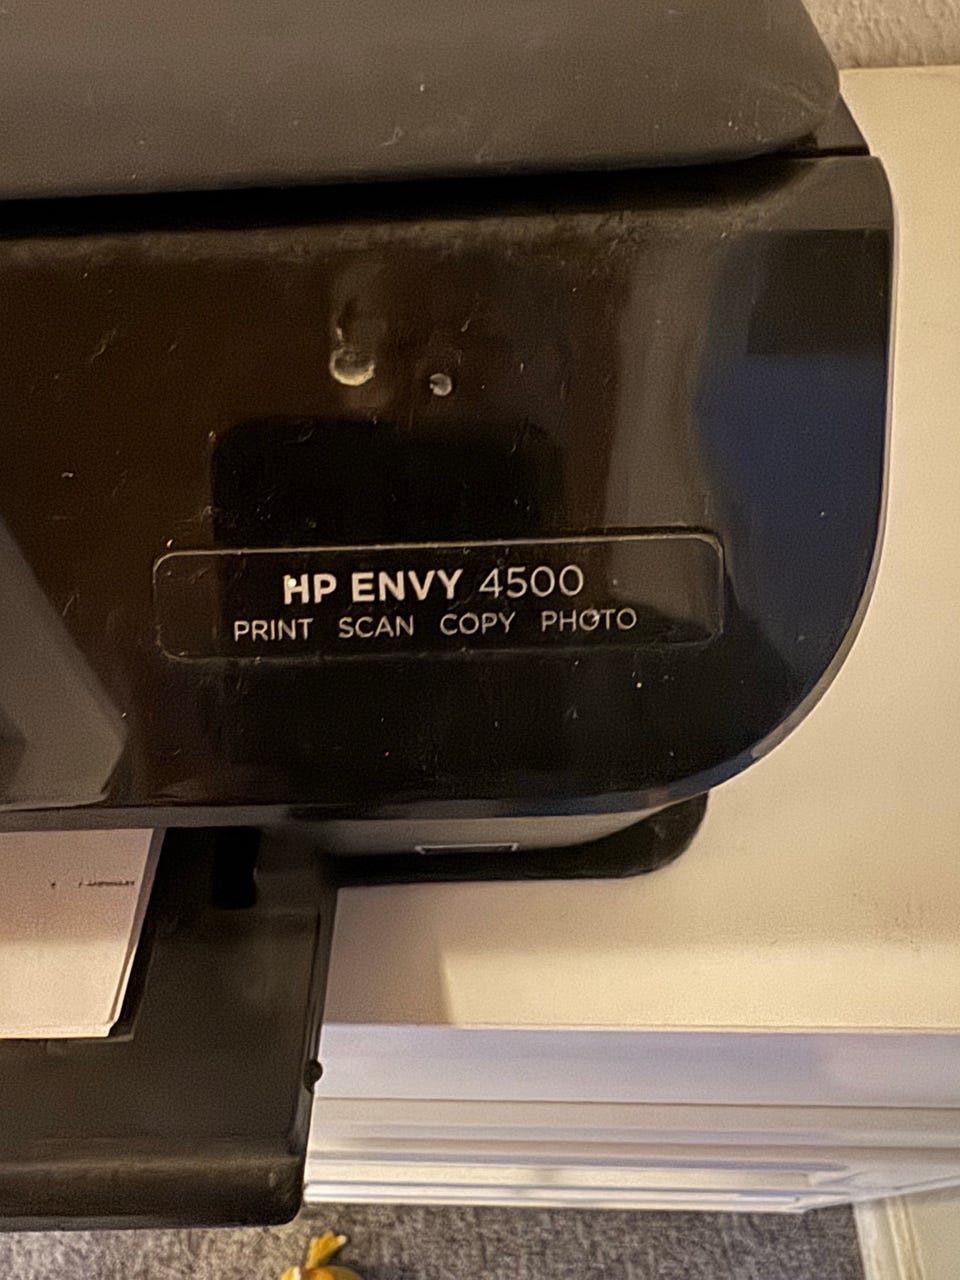 HP ENVY 4500
PRINT SCAN COPY PHOTO